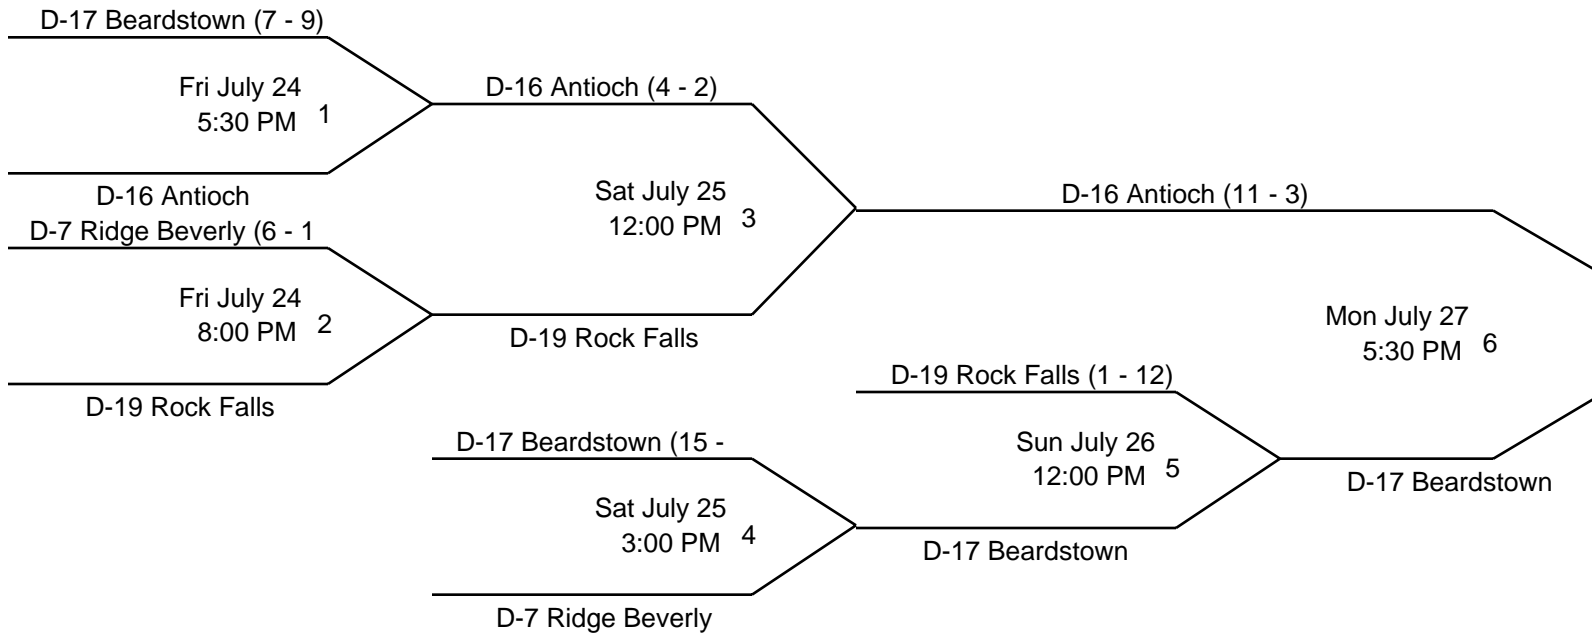 D-17 Beardstown (7 - 9)
Fri July 24
5:30 PM 1
D-16 Antioch
D-7 Ridge Beverly (6 - 1
Fri July 24
8:00 PM 2
D-19 Rock Falls
D-16 Antioch (4 - 2)
Sat July 25
12:00 PM 3
D-19 Rock Falls
D-17 Beardstown (15 -
Sat July 25
3:00 PM 4
D-7 Ridge Beverly
D-16 Antioch (11 - 3)
D-19 Rock Falls (1 - 12)
Sun July 26
12:00 PM 5
D-17 Beardstown
Mon July 27
5:30 PM 6
D-17 Beardstown